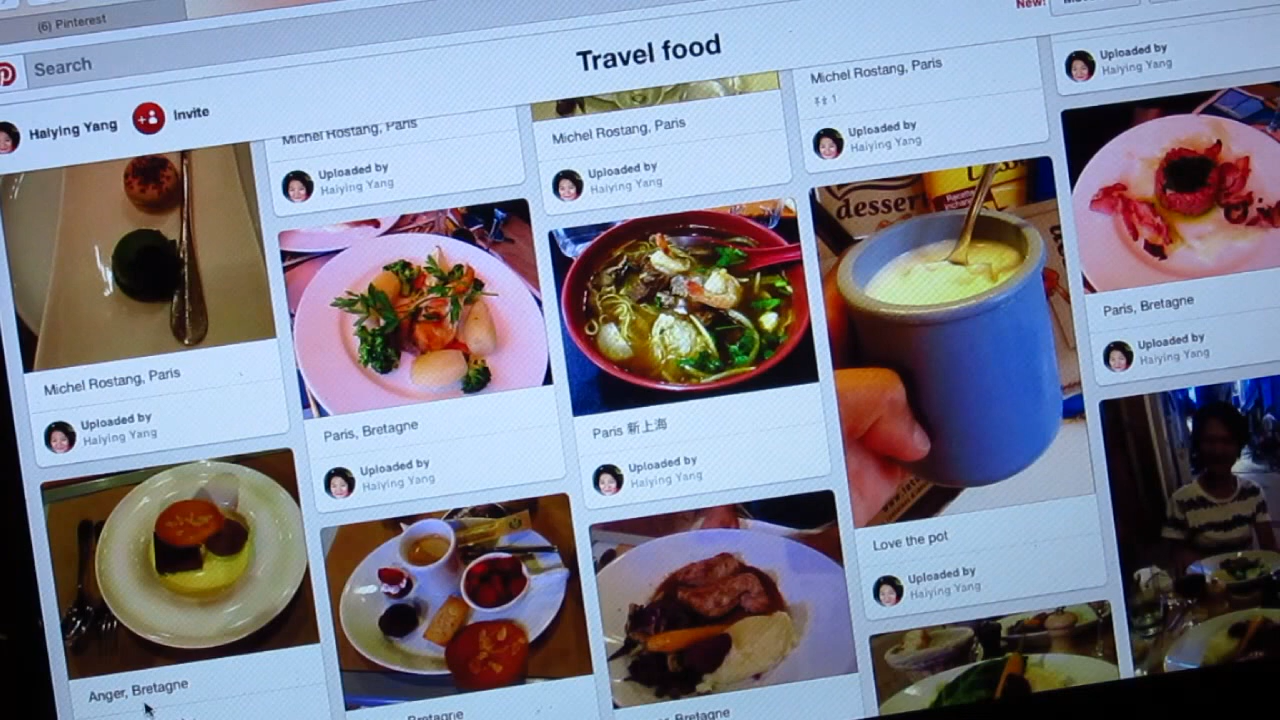 (6) Pinterest
New!
Search
Travel food
Haiying Yang
Invite
Michel Rostang, Paris
Uploaded by
Haiying Yang
Michel Rostang, Paris
Uploaded by
Haiying Yang
Michel Rostang, Paris
Uploaded by
Haiying Yang
Uploaded by
Haiying Yang
Michel Rostang, Paris
Uploaded by
Haiying Yang
Paris, Bretagne
Uploaded by
Haiying Yang
Paris 新上海
Uploaded by
Haiying Yang
dessert
Love the pot
Uploaded by
Haiying Yang
Paris, Bretagne
Uploaded by
Haiying Yang
Anger, Bretagne
Bretagne
Bretagne